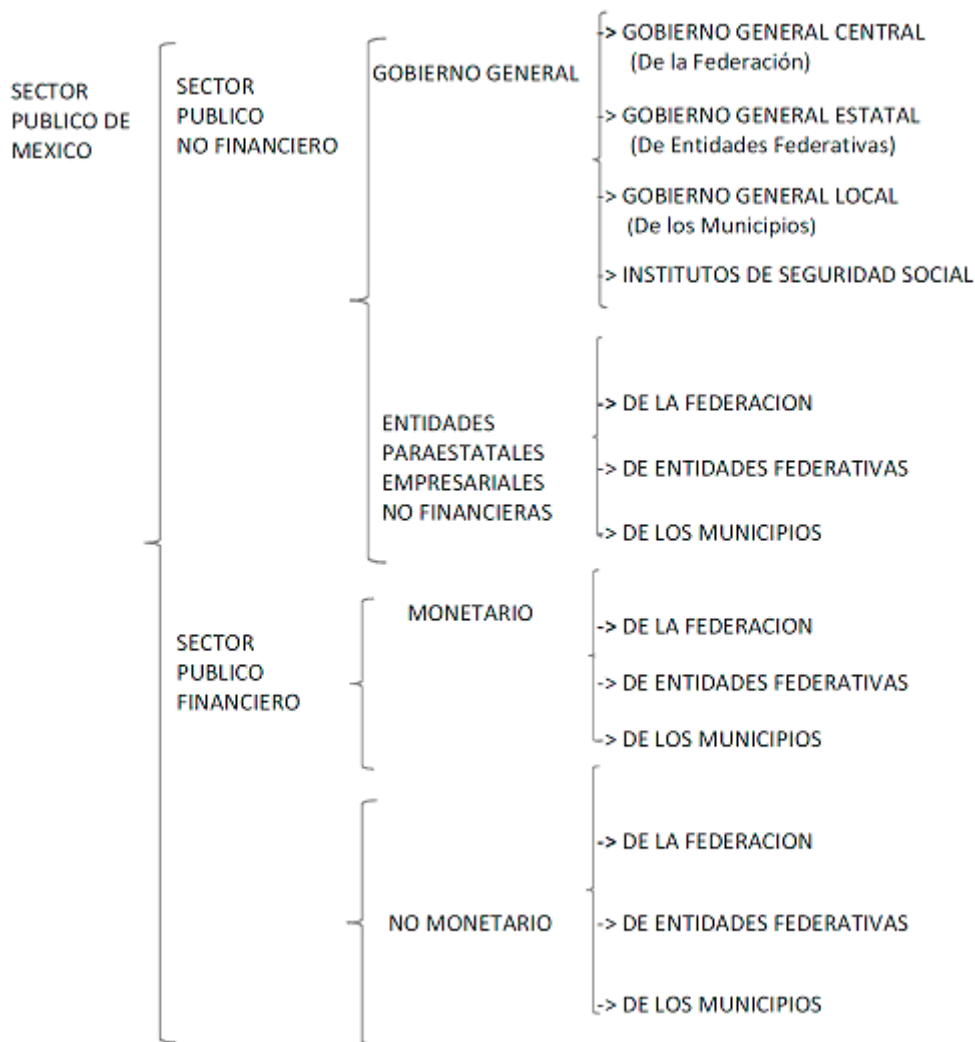 SECTOR
PUBLICO DE
MEXICO
SECTOR
PUBLICO
NO FINANCIERO
GOBIERNO GENERAL
-> GOBIERNO GENERAL CENTRAL
(De la Federación)
-> GOBIERNO GENERAL ESTATAL
(De Entidades Federativas)
-> GOBIERNO GENERAL LOCAL
(De los Municipios)
-> INSTITUTOS DE SEGURIDAD SOCIAL
ENTIDADES
PARAESTATALES
EMPRESARIALES
NO FINANCIERAS
-> DE LA FEDERACION
-> DE ENTIDADES FEDERATIVAS
-> DE LOS MUNICIPIOS
SECTOR
PUBLICO
FINANCIERO
MONETARIO
-> DE LA FEDERACION
-> DE ENTIDADES FEDERATIVAS
-> DE LOS MUNICIPIOS
NO MONETARIO
-> DE LA FEDERACION
-> DE ENTIDADES FEDERATIVAS
-> DE LOS MUNICIPIOS